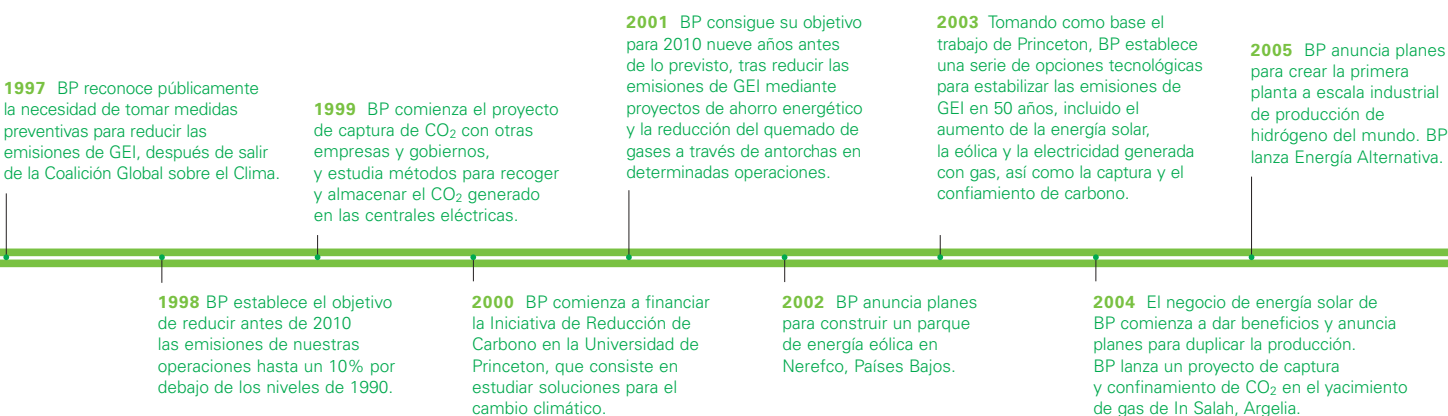 1997 BP reconoce públicamente
la necesidad de tomar medidas
preventivas para reducir las
emisiones de GEI, después de salir
de la Coalición Global sobre el Clima.
1998 BP establece el objetivo
de reducir antes de 2010
las emisiones de nuestras
operaciones hasta un 10% por
debajo de los niveles de 1990.
1999 BP comienza el proyecto
de captura de CO₂ con otras
empresas y gobiernos,
y estudia métodos para recoger
y almacenar el CO₂ generado
en las centrales eléctricas.
2000 BP comienza a financiar
la Iniciativa de Reducción de
Carbono en la Universidad de
Princeton, que consiste en
estudiar soluciones para el
cambio climático.
2001 BP consigue su objetivo
para 2010 nueve años antes
de lo previsto, tras reducir las
emisiones de GEI mediante
proyectos de ahorro energético
y la reducción del quemado de
gases a través de antorchas en
determinadas operaciones.
2002 BP anuncia planes
para construir un parque
de energía eólica en
Nerefco, Países Bajos.
2003 Tomando como base el
trabajo de Princeton, BP establece
una serie de opciones tecnológicas
para estabilizar las emisiones de
GEI en 50 años, incluido el
aumento de la energía solar,
la eólica y la electricidad generada
con gas, así como la captura y el
confiamiento de carbono.
2004 El negocio de energía solar de
BP comienza a dar beneficios y anuncia
planes para duplicar la producción.
BP lanza un proyecto de captura
y confinamiento de CO₂ en el yacimiento
de gas de In Salah, Argelia.
2005 BP anuncia planes
para crear la primera
planta a escala industrial
de producción de
hidrógeno del mundo. BP
lanza Energía Alternativa.